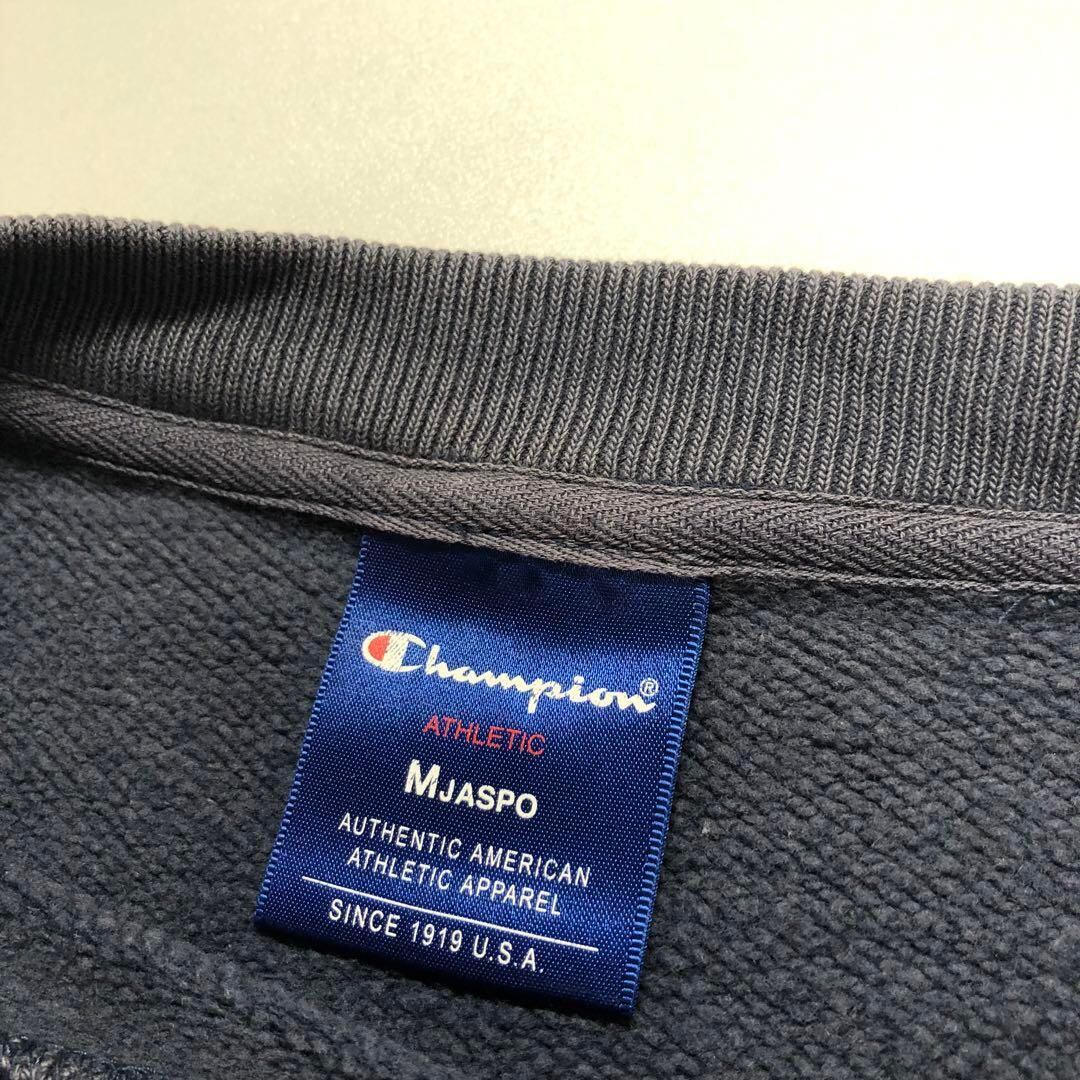 Champion®
ATHLETIC
MJASPO
AUTHENTIC AMERICAN
ATHLETIC APPAREL
SINCE 1919 U.S.A.